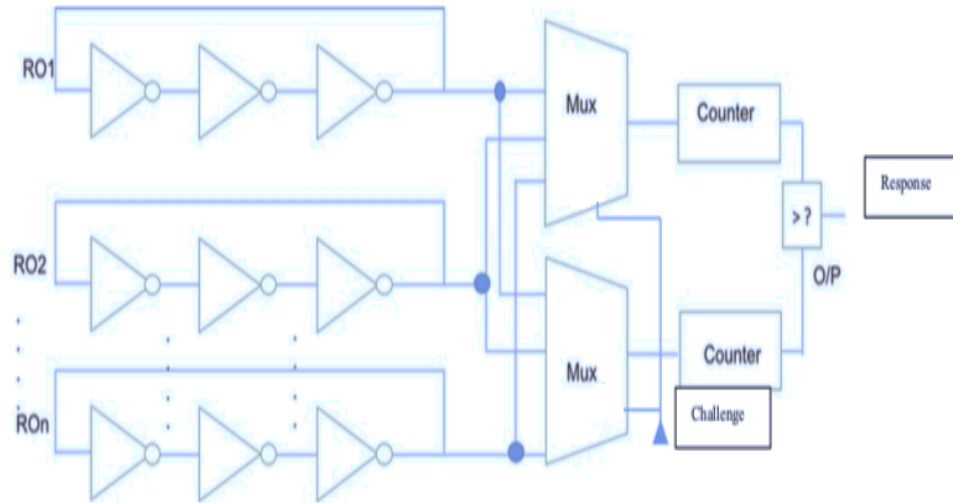 RO1
Mux
Counter
Response
> ?
RO2
O/P
Mux
Counter
Challenge
ROn